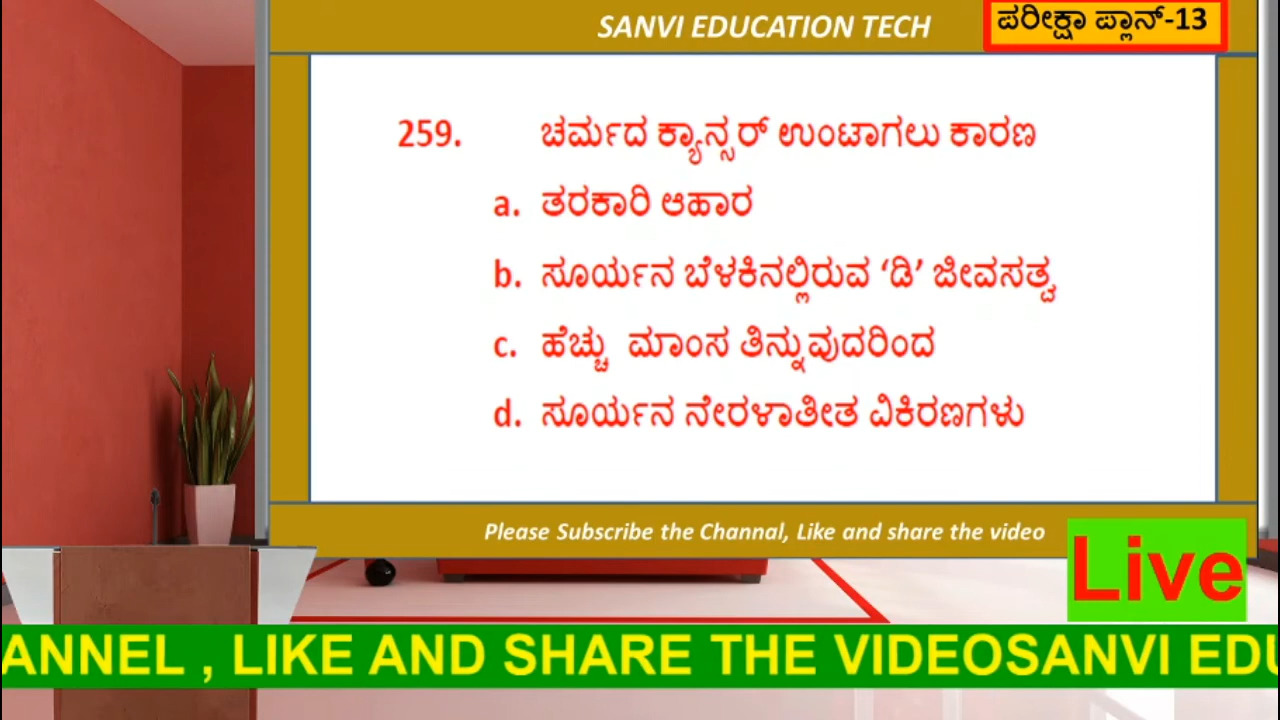 SANVI EDUCATION TECH
ಪರೀಕ್ಷಾ ಪ್ಲಾನ್-13
259. ಚರ್ಮದ ಕ್ಯಾನ್ಸರ್ ಉಂಟಾಗಲು ಕಾರಣ
a. ತರಕಾರಿ ಆಹಾರ
b. ಸೂರ್ಯನ ಬೆಳಕಿನಲ್ಲಿರುವ ‘ಡಿ’ ಜೀವಸತ್ವ
c. ಹೆಚ್ಚು ಮಾಂಸ ತಿನ್ನುವುದರಿಂದ
d. ಸೂರ್ಯನ ನೇರಳಾತೀತ ವಿಕಿರಣಗಳು
Please Subscribe the Channel, Like and share the video
Live
ANNEL , LIKE AND SHARE THE VIDEOSANVI EDU